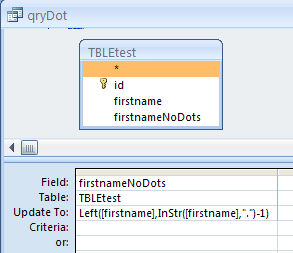 qryDot
TBLEtest
*
id
firstname
firstnameNoDots
Field: firstnameNoDots
Table: TBLEtest
Update To: Left([firstname],InStr([firstname],".")-1)
Criteria:
or: